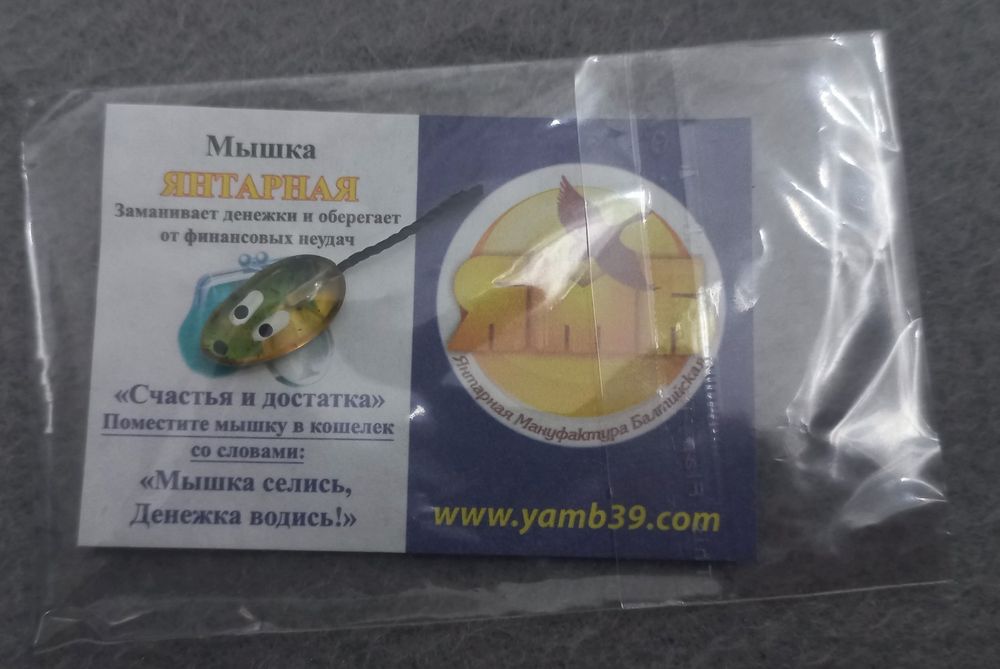 Мышка
ЯНТАРНАЯ
Заманивает денежки и оберегает
от финансовых неудач
«Счастья и достатка»
Поместите мышку в кошелек
со словами:
«Мышка селись,
Денежка водись!»
Янтарная Мануфактура Балтийская
www.yamb39.com